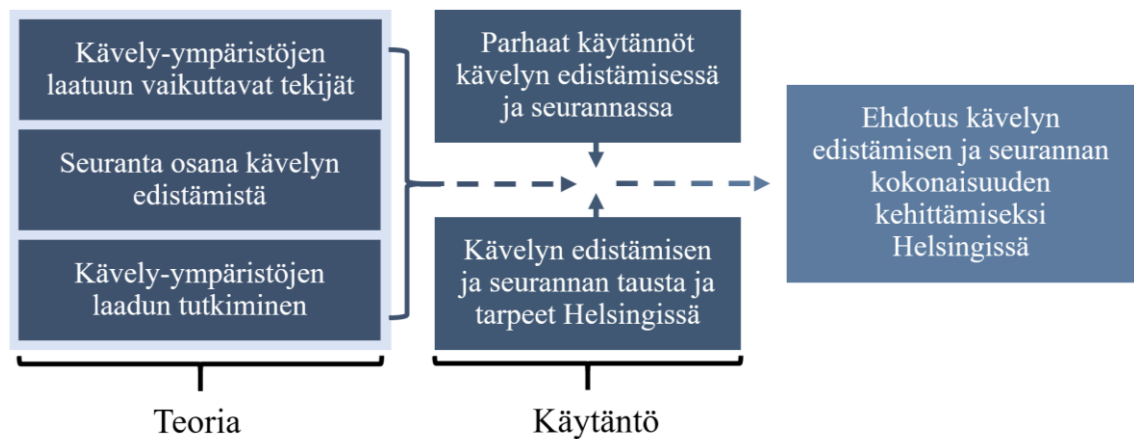 Kävely-ympäristöjen
laatuun vaikuttavat tekijät
Seuranta osana kävelyn
edistämistä
Kävely-ympäristöjen
laadun tutkiminen
Teoria
Parhaat käytännöt
kävelyn edistämisessä
ja seurannassa
Kävelyn edistämisen
ja seurannan tausta ja
tarpeet Helsingissä
Käytäntö
Ehdotus kävelyn
edistämisen ja seurannan
kokonaisuuden
kehittämiseksi
Helsingissä